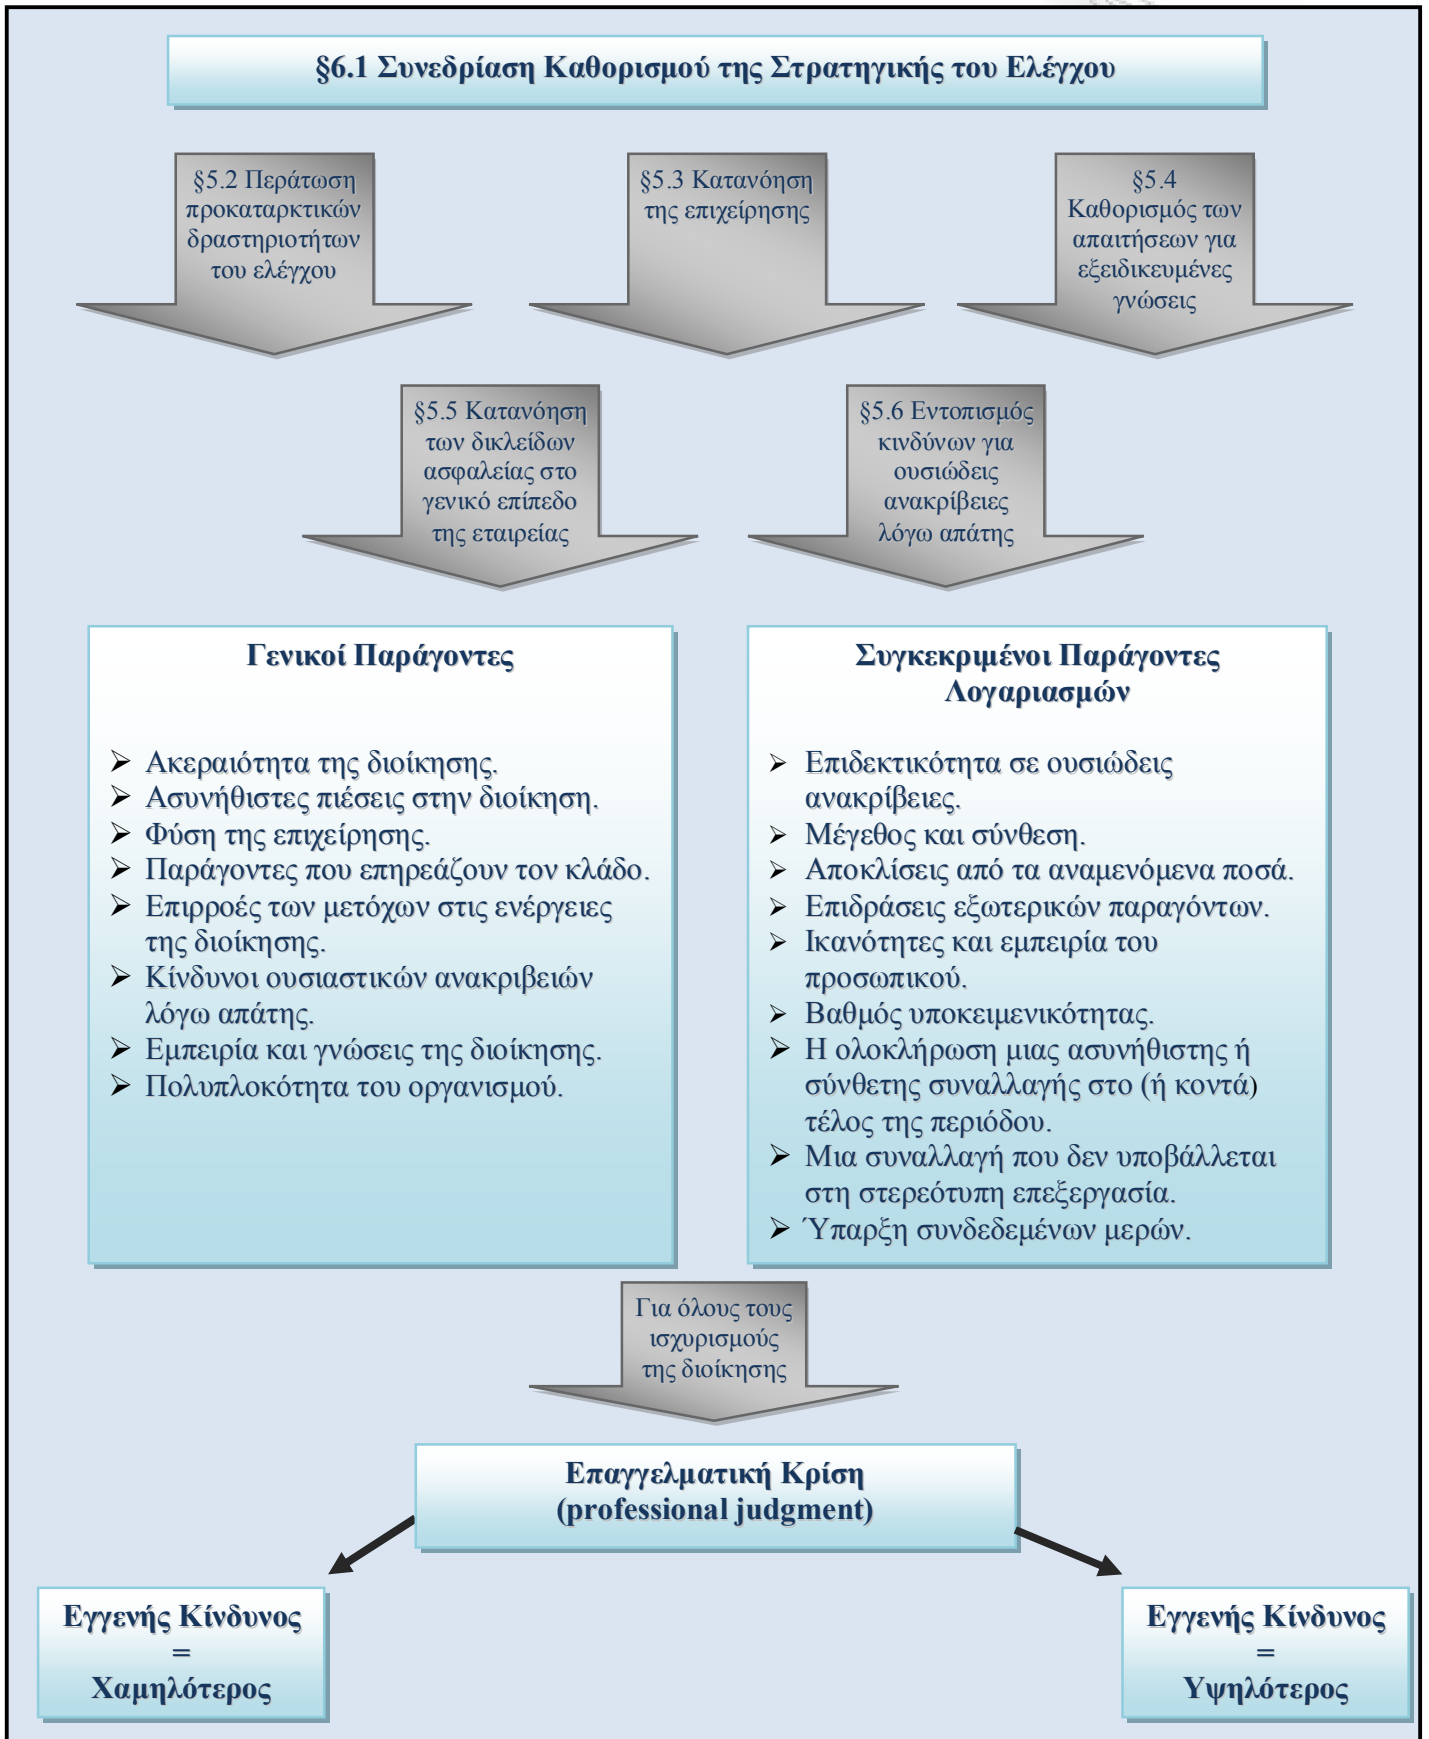 §6.1 Συνεδρίαση Καθορισμού της Στρατηγικής του Ελέγχου
§5.2 Περάτωση
προκαταρκτικών
δραστηριοτήτων
του ελέγχου
§5.3 Κατανόηση
της επιχείρησης
§5.4
Καθορισμός των
απαιτήσεων για
εξειδικευμένες
γνώσεις
§5.5 Κατανόηση
των δικλείδων
ασφαλείας στο
γενικό επίπεδο
της εταιρείας
§5.6 Εντοπισμός
κινδύνων για
ουσιώδεις
ανακρίβειες
λόγω απάτης
Γενικοί Παράγοντες
➢ Ακεραιότητα της διοίκησης.
➢ Ασυνήθιστες πιέσεις στην διοίκηση.
➢ Φύση της επιχείρησης.
➢ Παράγοντες που επηρεάζουν τον κλάδο.
➢ Επιρροές των μετόχων στις ενέργειες
της διοίκησης.
➢ Κίνδυνοι ουσιαστικών ανακριβειών
λόγω απάτης.
➢ Εμπειρία και γνώσεις της διοίκησης.
➢ Πολυπλοκότητα του οργανισμού.
Συγκεκριμένοι Παράγοντες
Λογαριασμών
➢ Επιδεκτικότητα σε ουσιώδεις
ανακρίβειες.
➢ Μέγεθος και σύνθεση.
➢ Αποκλίσεις από τα αναμενόμενα ποσά.
➢ Επιδράσεις εξωτερικών παραγόντων.
➢ Ικανότητες και εμπειρία του
προσωπικού.
➢ Βαθμός υποκειμενικότητας.
➢ Η ολοκλήρωση μιας ασυνήθιστης ή
σύνθετης συναλλαγής στο (ή κοντά)
τέλος της περιόδου.
➢ Μια συναλλαγή που δεν υποβάλλεται
στη στερεότυπη επεξεργασία.
➢ Ύπαρξη συνδεδεμένων μερών.
Για όλους τους
ισχυρισμούς
της διοίκησης
Επαγγελματική Κρίση
(professional judgment)
Εγγενής Κίνδυνος
=
Χαμηλότερος
Εγγενής Κίνδυνος
=
Υψηλότερος